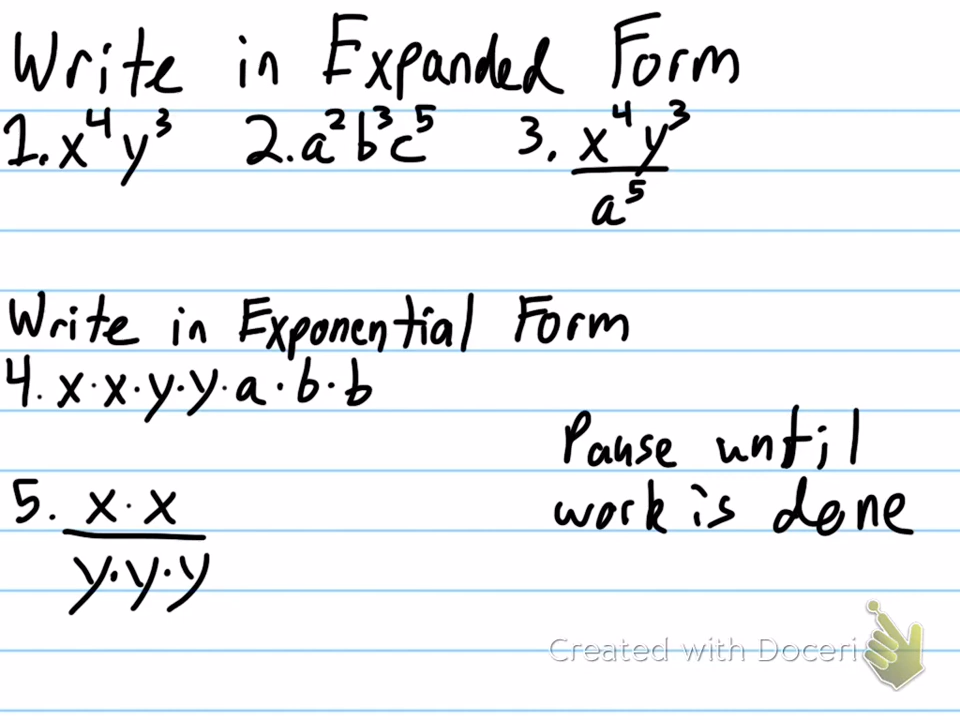 Write in Expanded Form
1. x⁴y³ 2. a²b³c⁵ 3. x⁴y³
a⁵
Write in Exponential Form
4. x·x·y·y·a·b·b
Pause until
5. x·x work is done
y·y·y
Created with Doceri